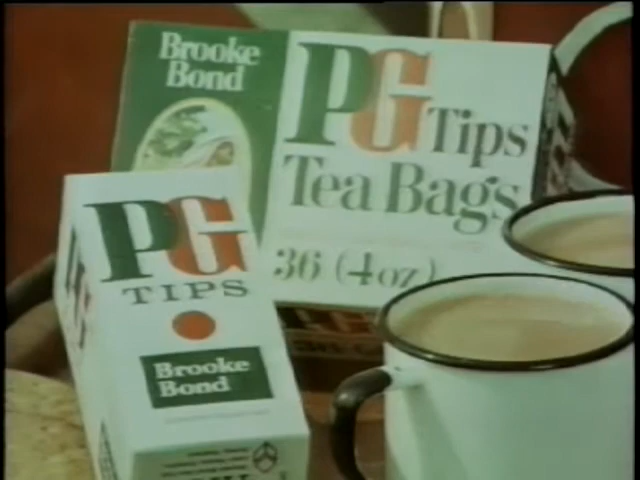 Brooke
Bond
PG Tips
Tea Bags
36 (4oz)
PG
TIPS
Brooke
Bond